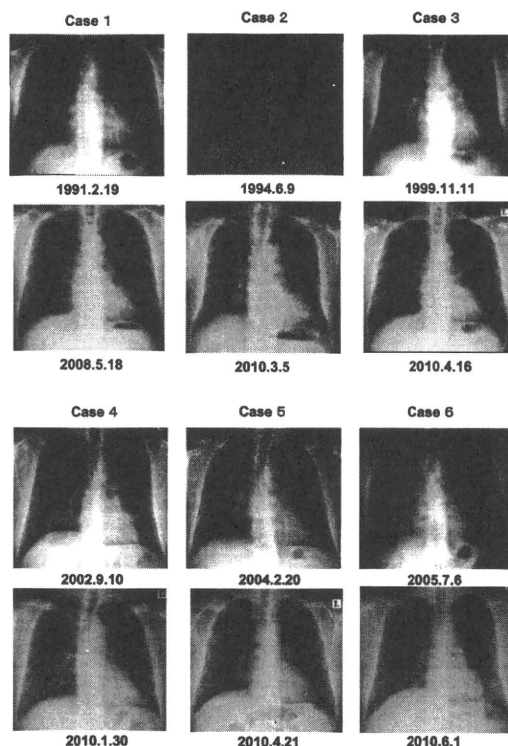 Case 1 Case 2 Case 3
1991.2.19 1994.6.9 1999.11.11
L
2008.5.18 2010.3.5 2010.4.16
Case 4 Case 5 Case 6
2002.9.10 2004.2.20 2005.7.6
L
2010.1.30 2010.4.21 2010.6.1